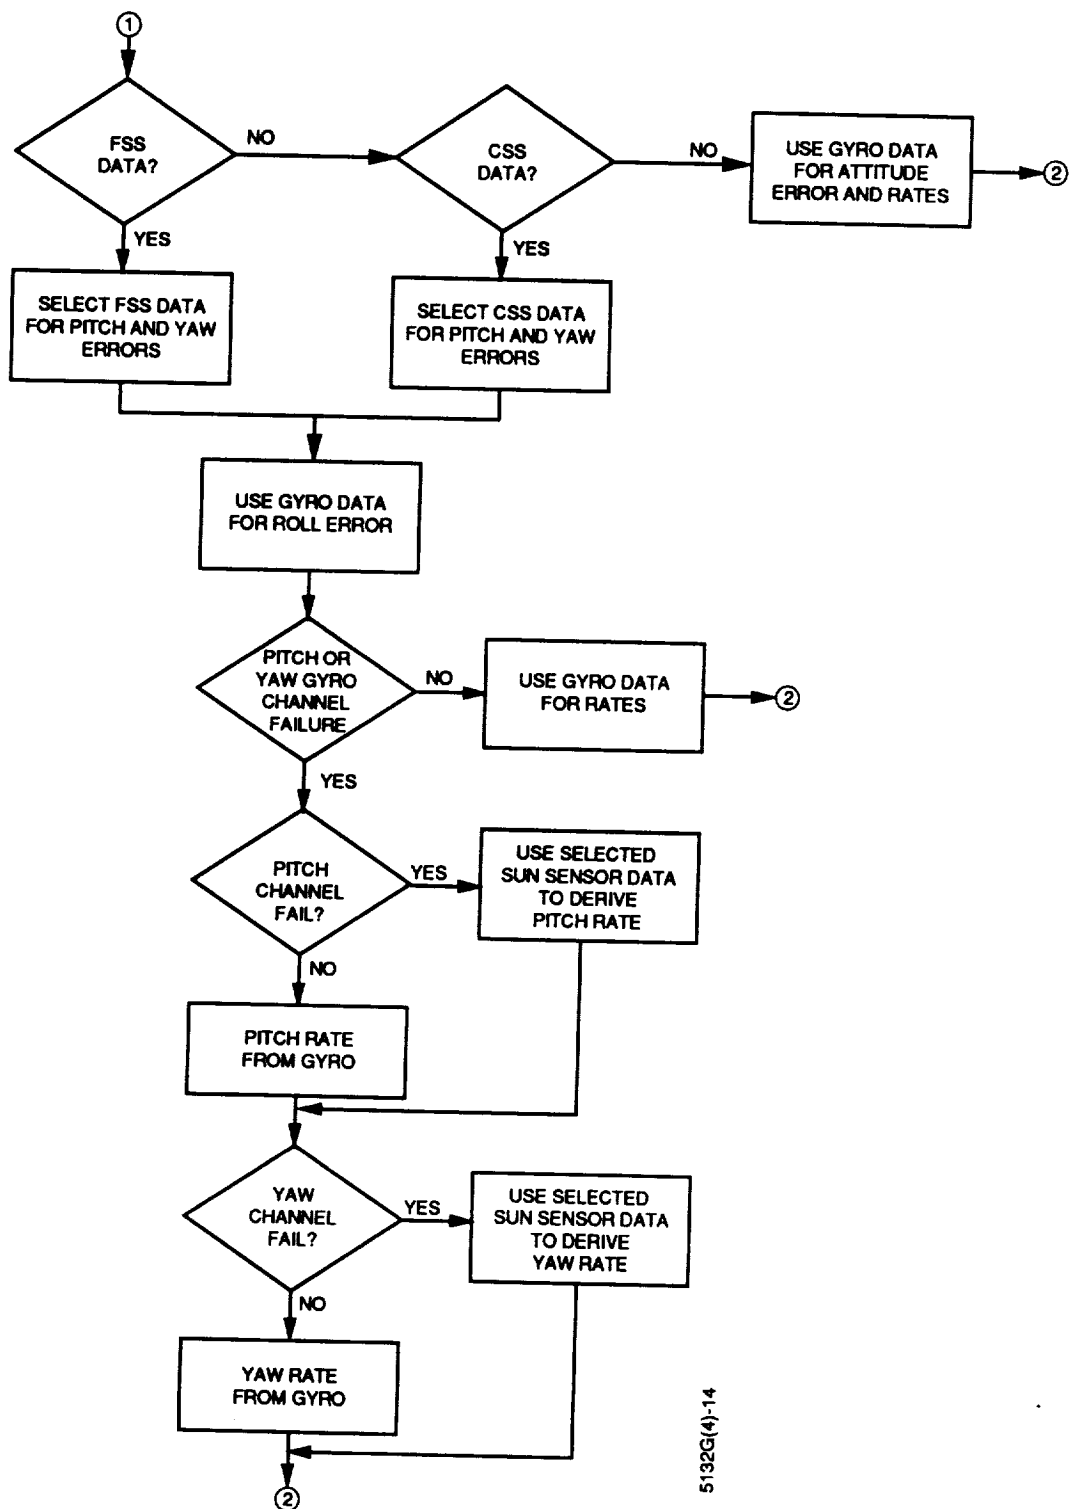 1
FSS
DATA?
NO
CSS
DATA?
NO
USE GYRO DATA
FOR ATTITUDE
ERROR AND RATES
2
YES
YES
SELECT FSS DATA
FOR PITCH AND YAW
ERRORS
SELECT CSS DATA
FOR PITCH AND YAW
ERRORS
USE GYRO DATA
FOR ROLL ERROR
PITCH OR
YAW GYRO
CHANNEL
FAILURE
NO
USE GYRO DATA
FOR RATES
2
YES
PITCH
CHANNEL
FAIL?
YES
USE SELECTED
SUN SENSOR DATA
TO DERIVE
PITCH RATE
NO
PITCH RATE
FROM GYRO
YAW
CHANNEL
FAIL?
YES
USE SELECTED
SUN SENSOR DATA
TO DERIVE
YAW RATE
NO
YAW RATE
FROM GYRO
2
5132G(4)-14